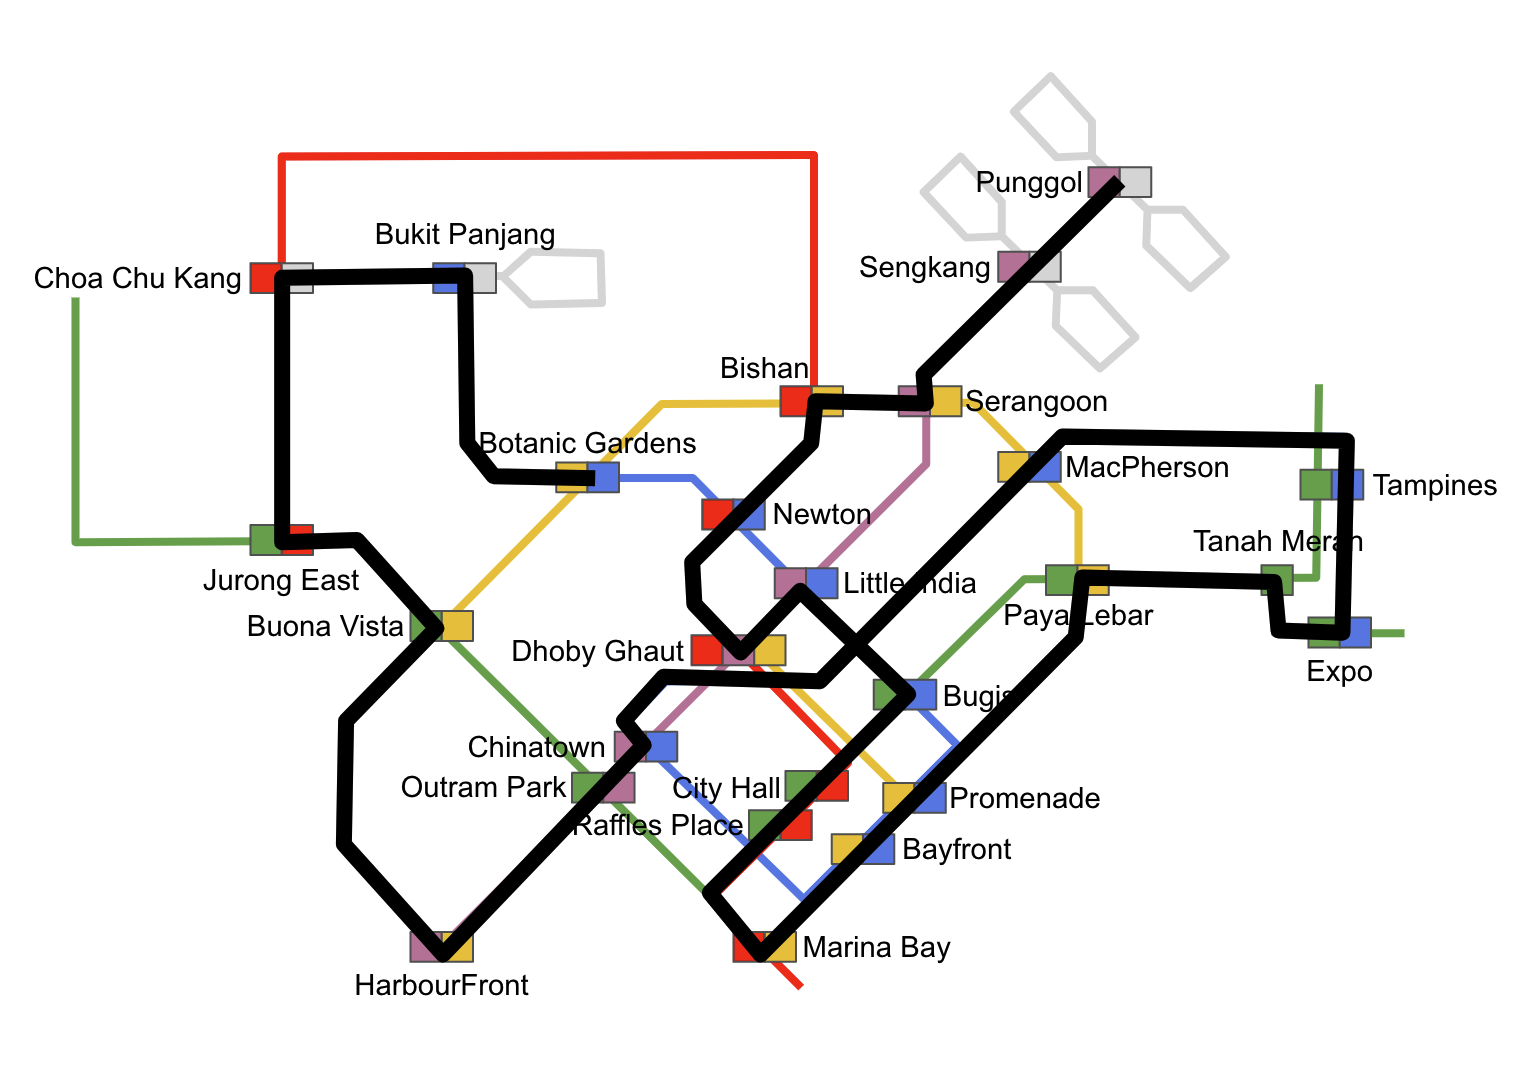 Punggol
Bukit Panjang
Sengkang
Choa Chu Kang
Bishan
Serangoon
Botanic Gardens
MacPherson
Tampines
Newton
Tanah Merah
Jurong East
Little India
Paya Lebar
Buona Vista
Dhoby Ghaut
Expo
Bugis
Chinatown
Outram Park
City Hall
Promenade
Raffles Place
Bayfront
Marina Bay
HarbourFront